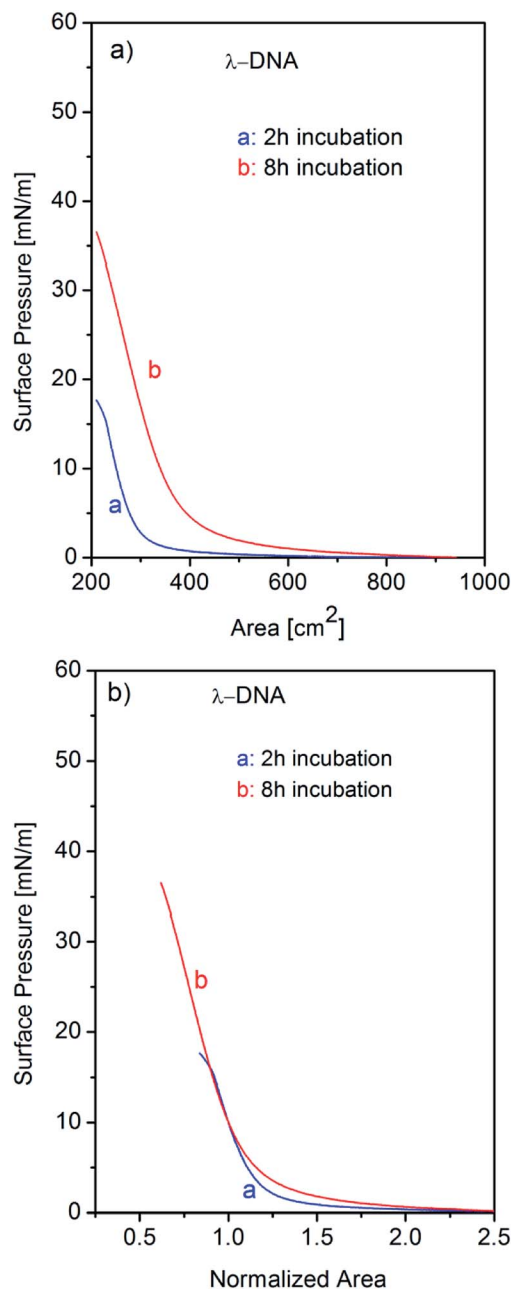 a)
λ–DNA
a: 2h incubation
b: 8h incubation
Surface Pressure [mN/m]
60
50
40
30
20
10
0
b
a
200 400 600 800 1000
Area [cm²]
b)
λ–DNA
a: 2h incubation
b: 8h incubation
Surface Pressure [mN/m]
60
50
40
30
20
10
0
b
a
0.5 1.0 1.5 2.0 2.5
Normalized Area